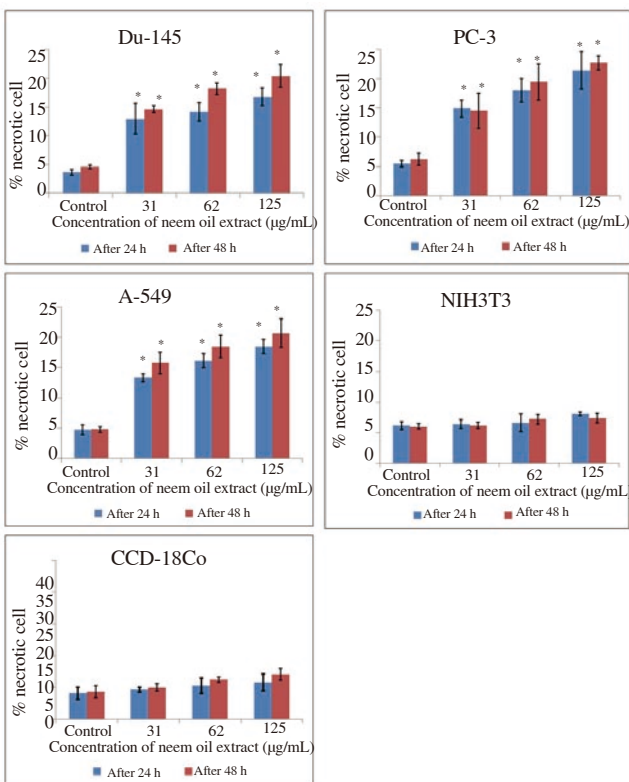 Du-145
*
*
*
*
*
*
25
20
15
10
5
0
% necrotic cell
Control 31 62 125
Concentration of neem oil extract (µg/mL)
After 24 h After 48 h
PC-3
* *
* *
* *
25
20
15
10
5
0
% necrotic cell
Control 31 62 125
Concentration of neem oil extract (µg/mL)
After 24 h After 48 h
A-549
*
*
*
*
*
*
25
20
15
10
5
0
% necrotic cell
Control 31 62 125
Concentration of neem oil extract (µg/mL)
After 24 h After 48 h
NIH3T3
25
20
15
10
5
0
% necrotic cell
Control 31 62 125
Concentration of neem oil extract (µg/mL)
After 24 h After 48 h
CCD-18Co
40
35
30
25
20
15
10
5
0
% necrotic cell
Control 31 62 125
Concentration of neem oil extract (µg/mL)
After 24 h After 48 h